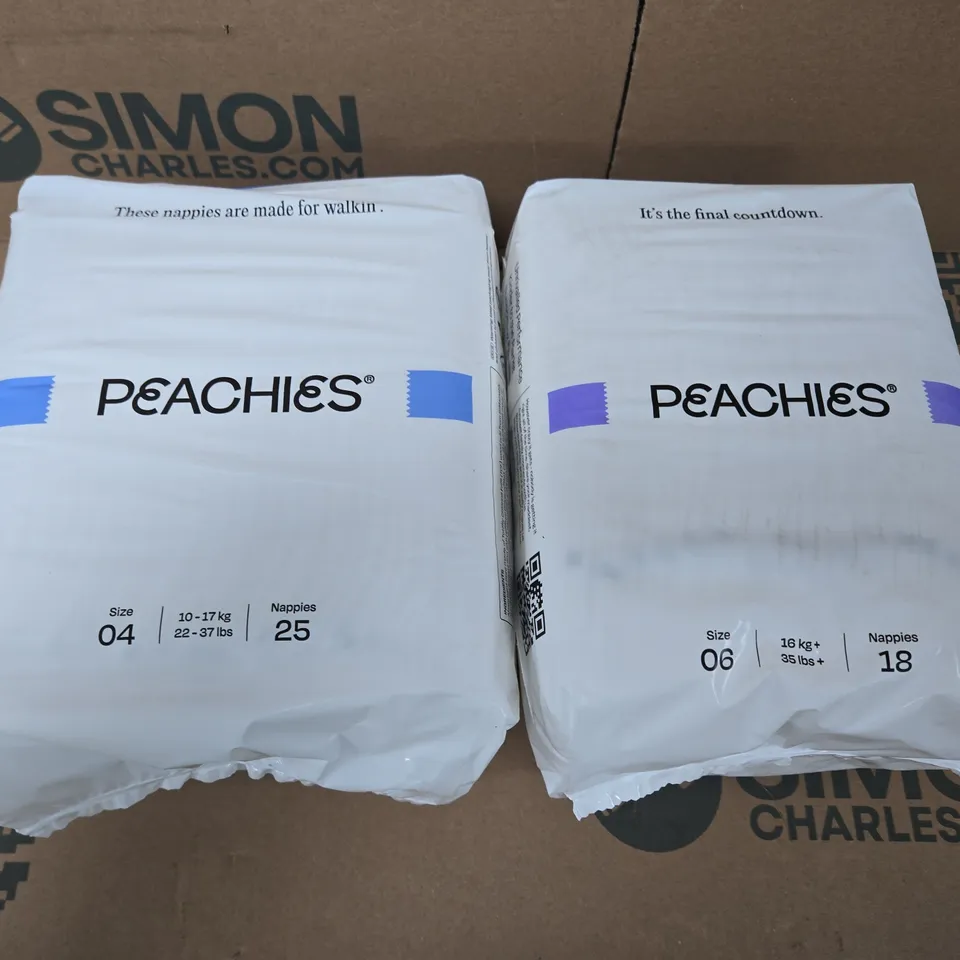 SIMON
CHARLES.COM
These nappies are made for walkin'.
PEACHIES®
Size
04
10-17 kg
22-37 lbs
Nappies
25
It's the final countdown.
PEACHIES®
Size
06
16 kg+
35 lbs+
Nappies
18
SIMO
CHARLES